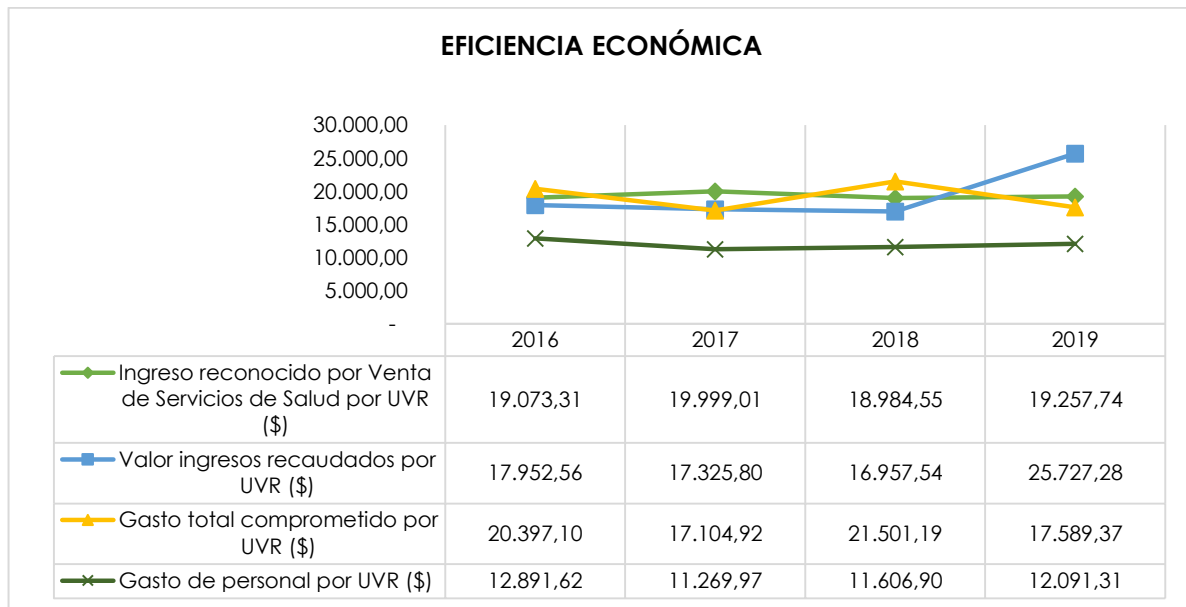 EFICIENCIA ECONÓMICA
30.000,00
25.000,00
20.000,00
15.000,00
10.000,00
5.000,00
-
2016 2017 2018 2019
Ingreso reconocido por Venta
de Servicios de Salud por UVR
($)
19.073,31 19.999,01 18.984,55 19.257,74
Valor ingresos recaudados por
UVR ($)
17.952,56 17.325,80 16.957,54 25.727,28
Gasto total comprometido por
UVR ($)
20.397,10 17.104,92 21.501,19 17.589,37
Gasto de personal por UVR ($) 12.891,62 11.269,97 11.606,90 12.091,31